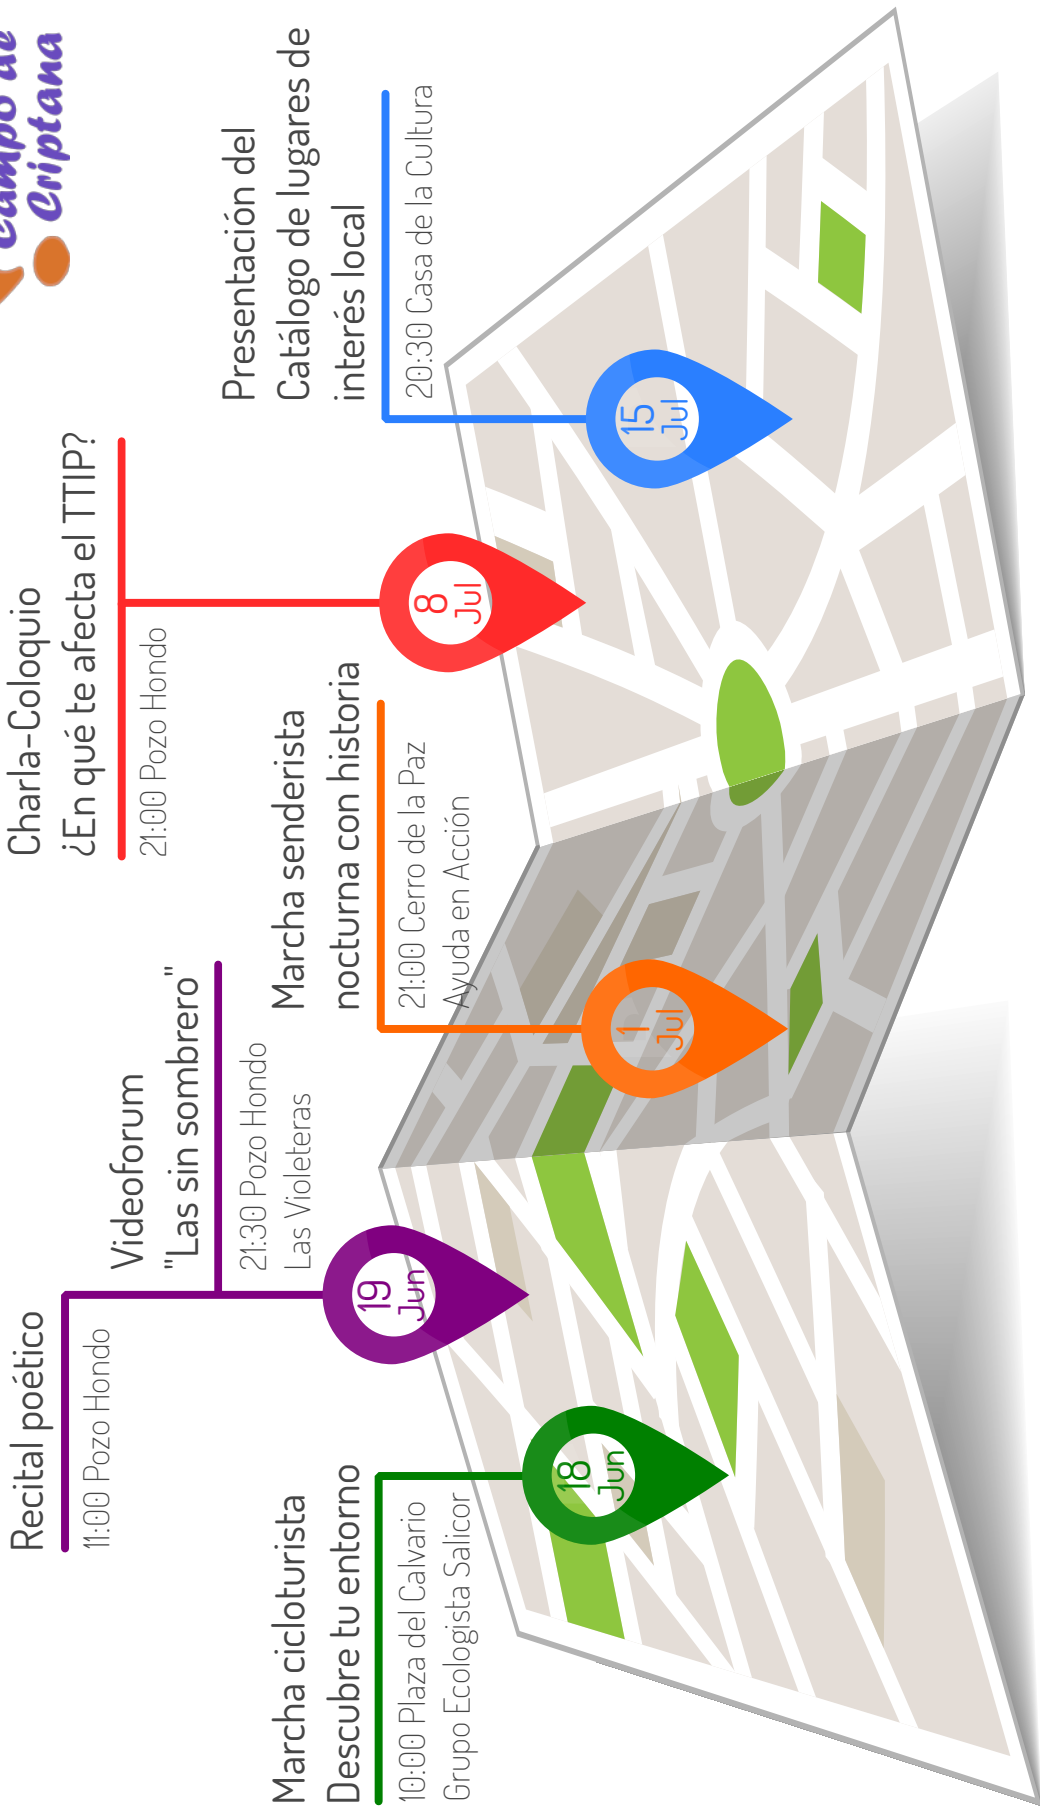 Campo de
Criptana
Recital poético
11:00 Pozo Hondo
Videoforum
"Las sin sombrero"
21:30 Pozo Hondo
Las Violeteras
19
Jun
Marcha cicloturista
Descubre tu entorno
10:00 Plaza del Calvario
Grupo Ecologista Salicor
18
Jun
Charla-Coloquio
¿En qué te afecta el TTIP?
21:00 Pozo Hondo
8
Jul
Marcha senderista
nocturna con historia
21:00 Cerro de la Paz
Ayuda en Acción
1
Jul
Presentación del
Catálogo de lugares de
interés local
20:30 Casa de la Cultura
15
Jul